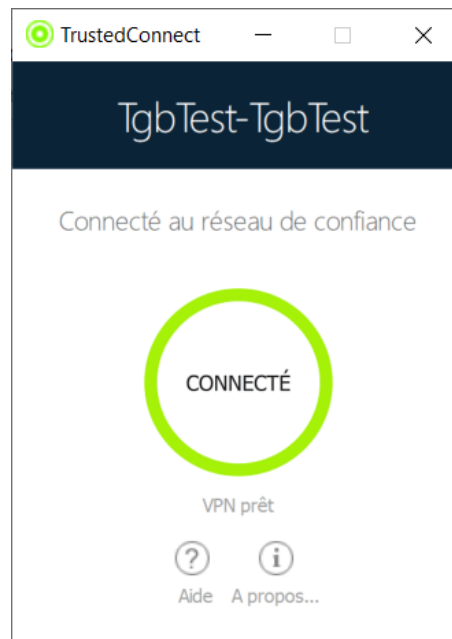 TrustedConnect
TgbTest-TgbTest
Connecté au réseau de confiance
CONNECTÉ
VPN prêt
Aide A propos...